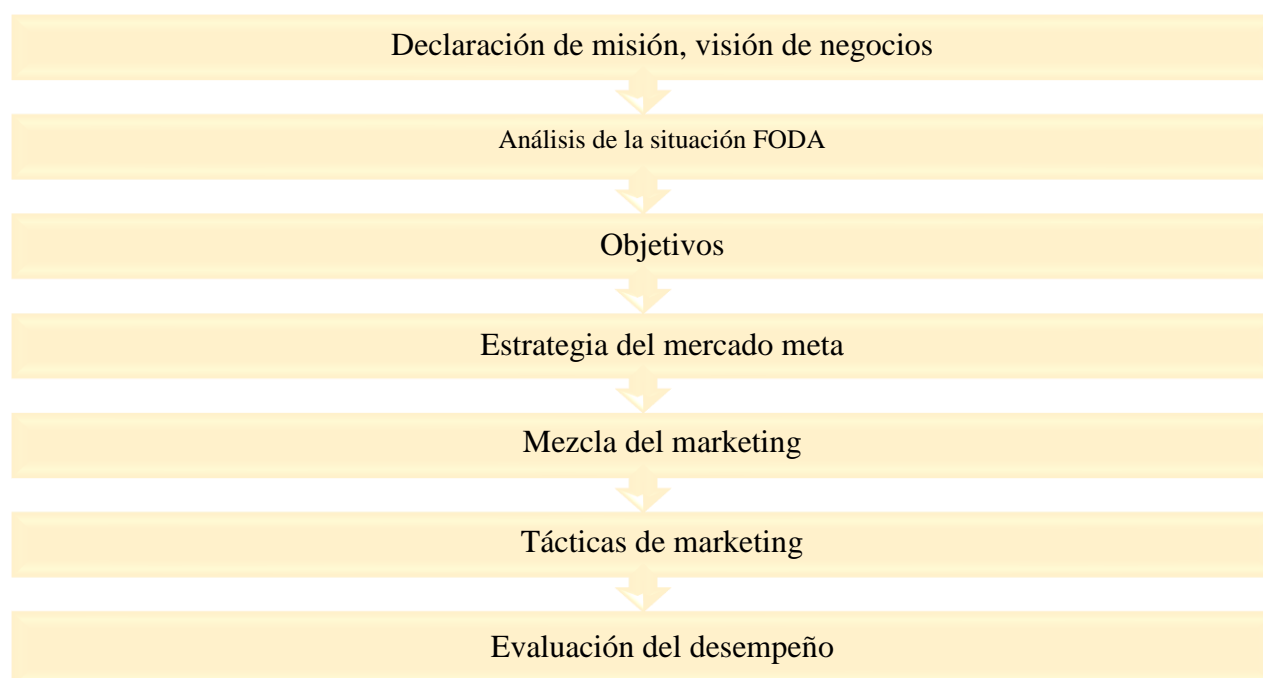 Declaración de misión, visión de negocios
Análisis de la situación FODA
Objetivos
Estrategia del mercado meta
Mezcla del marketing
Tácticas de marketing
Evaluación del desempeño